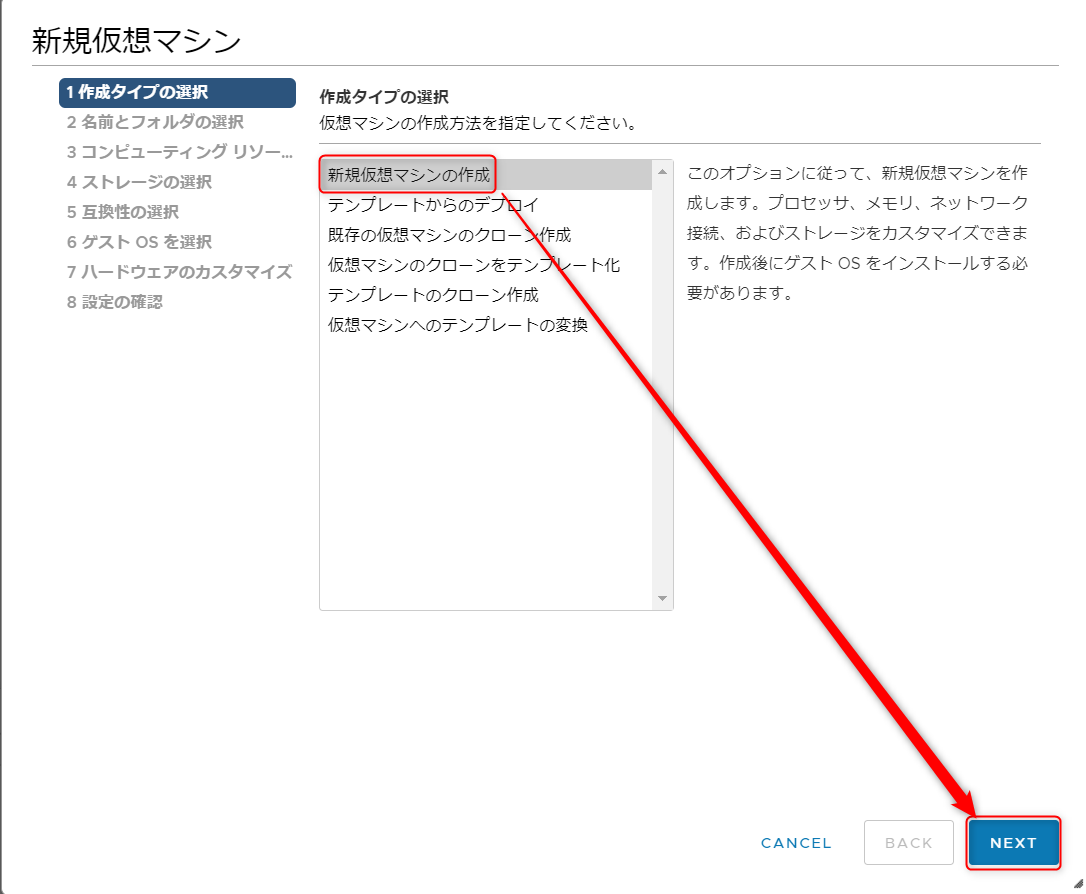 新規仮想マシン
1 作成タイプの選択
2 名前とフォルダの選択
3 コンピューティング リソー...
4 ストレージの選択
5 互換性の選択
6 ゲスト OS を選択
7 ハードウェアのカスタマイズ
8 設定の確認
作成タイプの選択
仮想マシンの作成方法を指定してください。
新規仮想マシンの作成
テンプレートからのデプロイ
既存の仮想マシンのクローン作成
仮想マシンのクローンをテンプレート化
テンプレートのクローン作成
仮想マシンへのテンプレートの変換
このオプションに従って、新規仮想マシンを作
成します。プロセッサ、メモリ、ネットワーク
接続、およびストレージをカスタマイズできま
す。作成後にゲスト OS をインストールする必
要があります。
CANCEL
BACK
NEXT